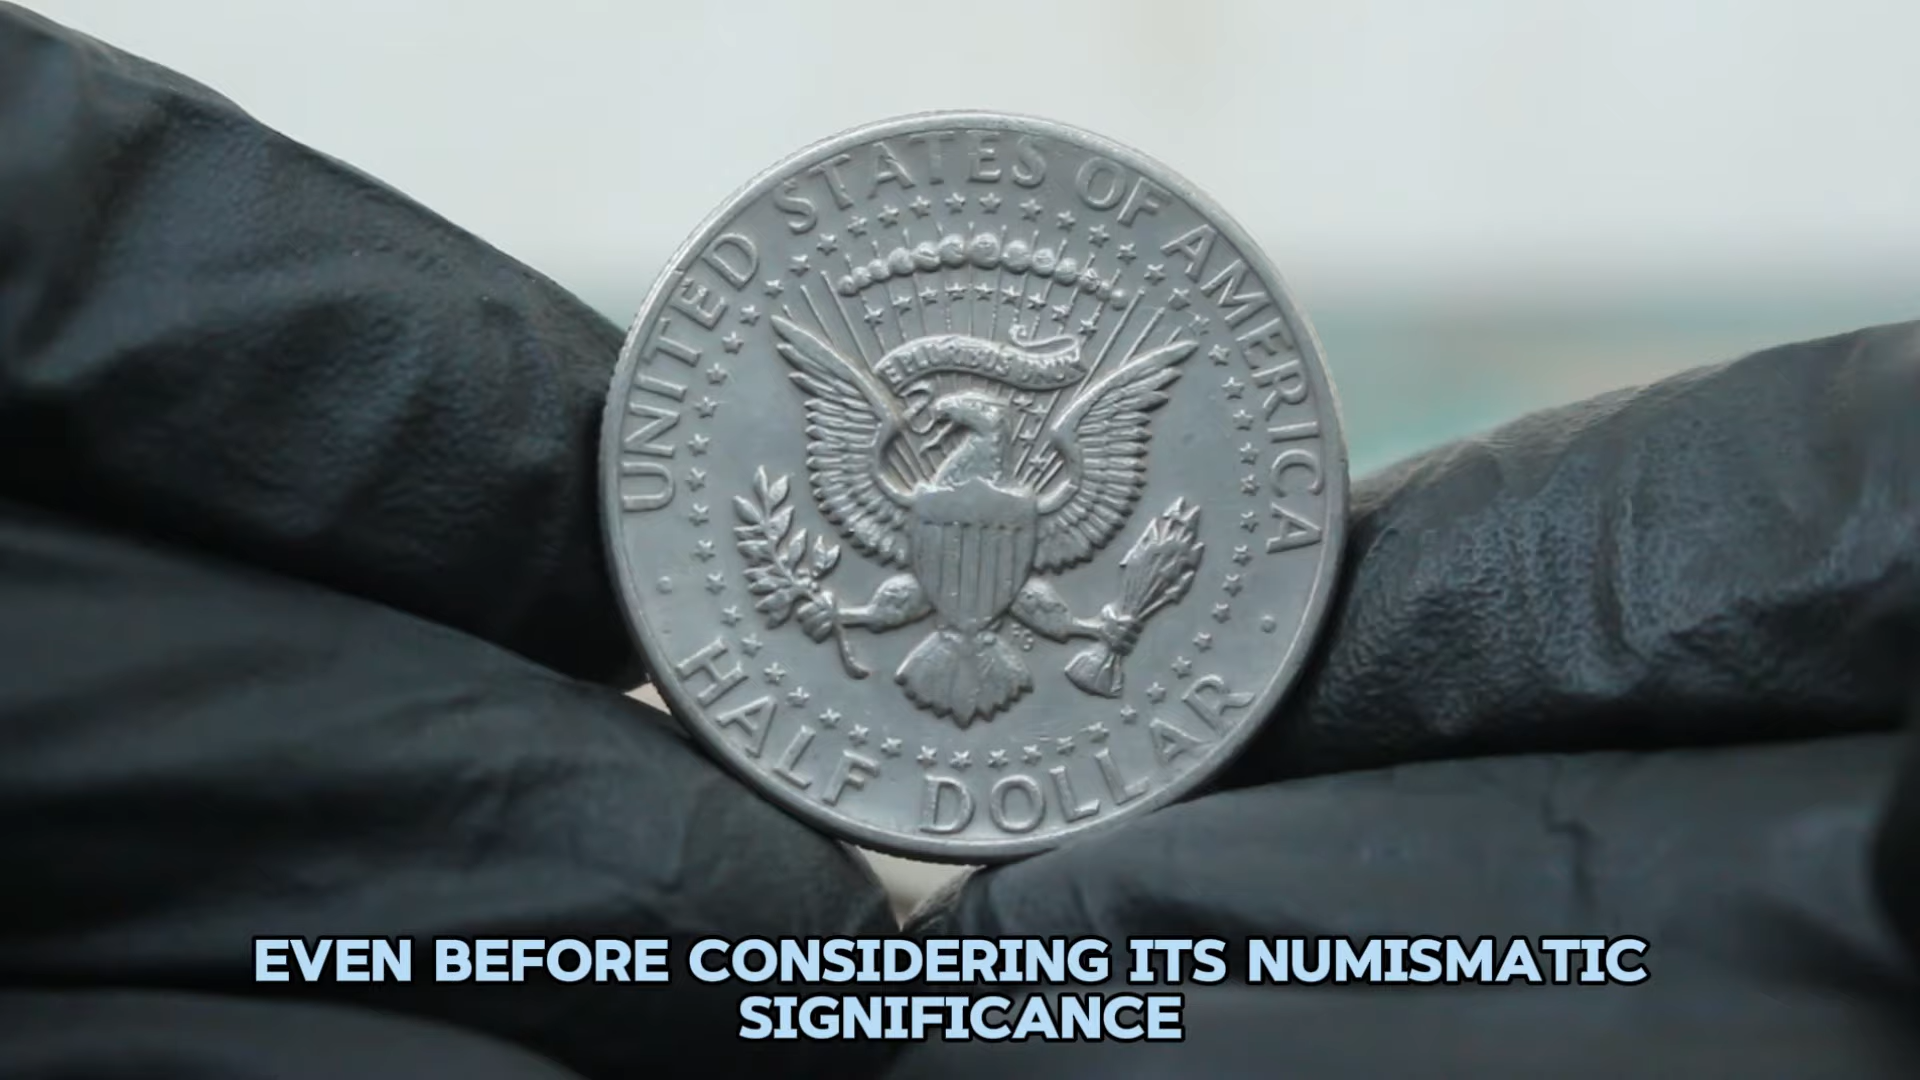 UNITED STATES OF AMERICA
E PLURIBUS UNUM
HALF DOLLAR
EVEN BEFORE CONSIDERING ITS NUMISMATIC
SIGNIFICANCE